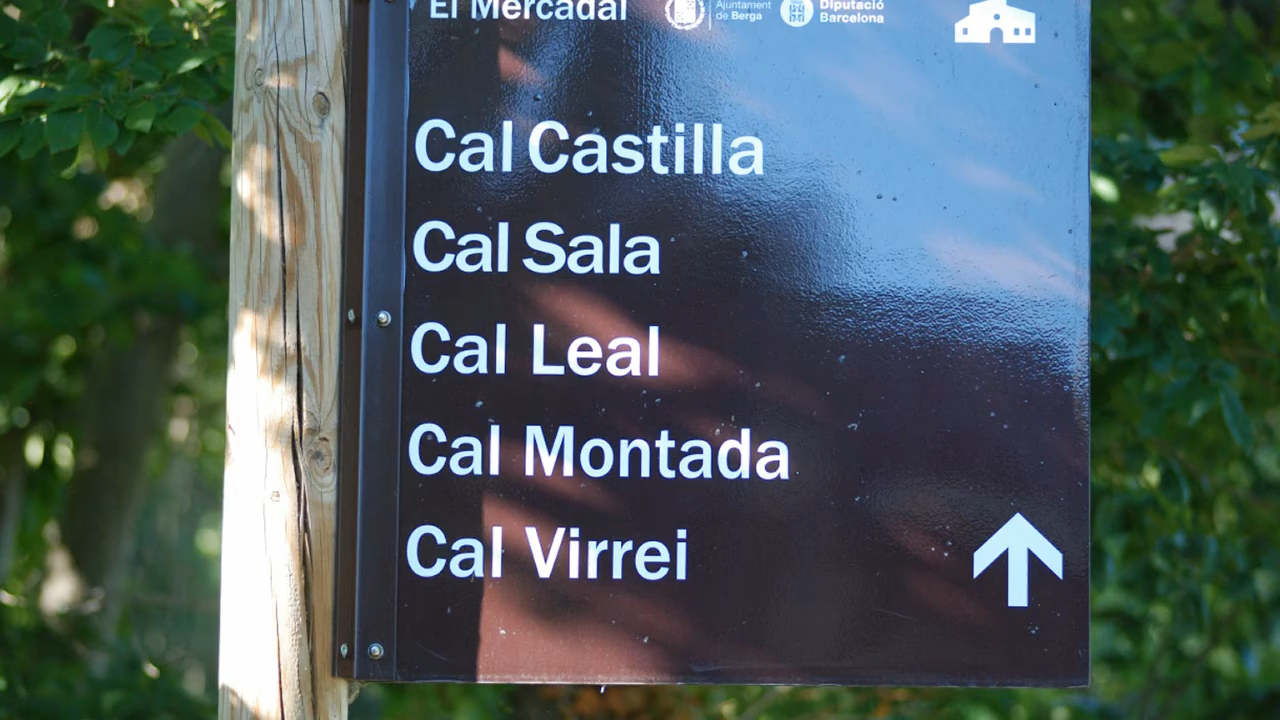 El Mercadal
Ajuntament
de Berga
Diputació
Barcelona
Cal Castilla
Cal Sala
Cal Leal
Cal Montada
Cal Virrei